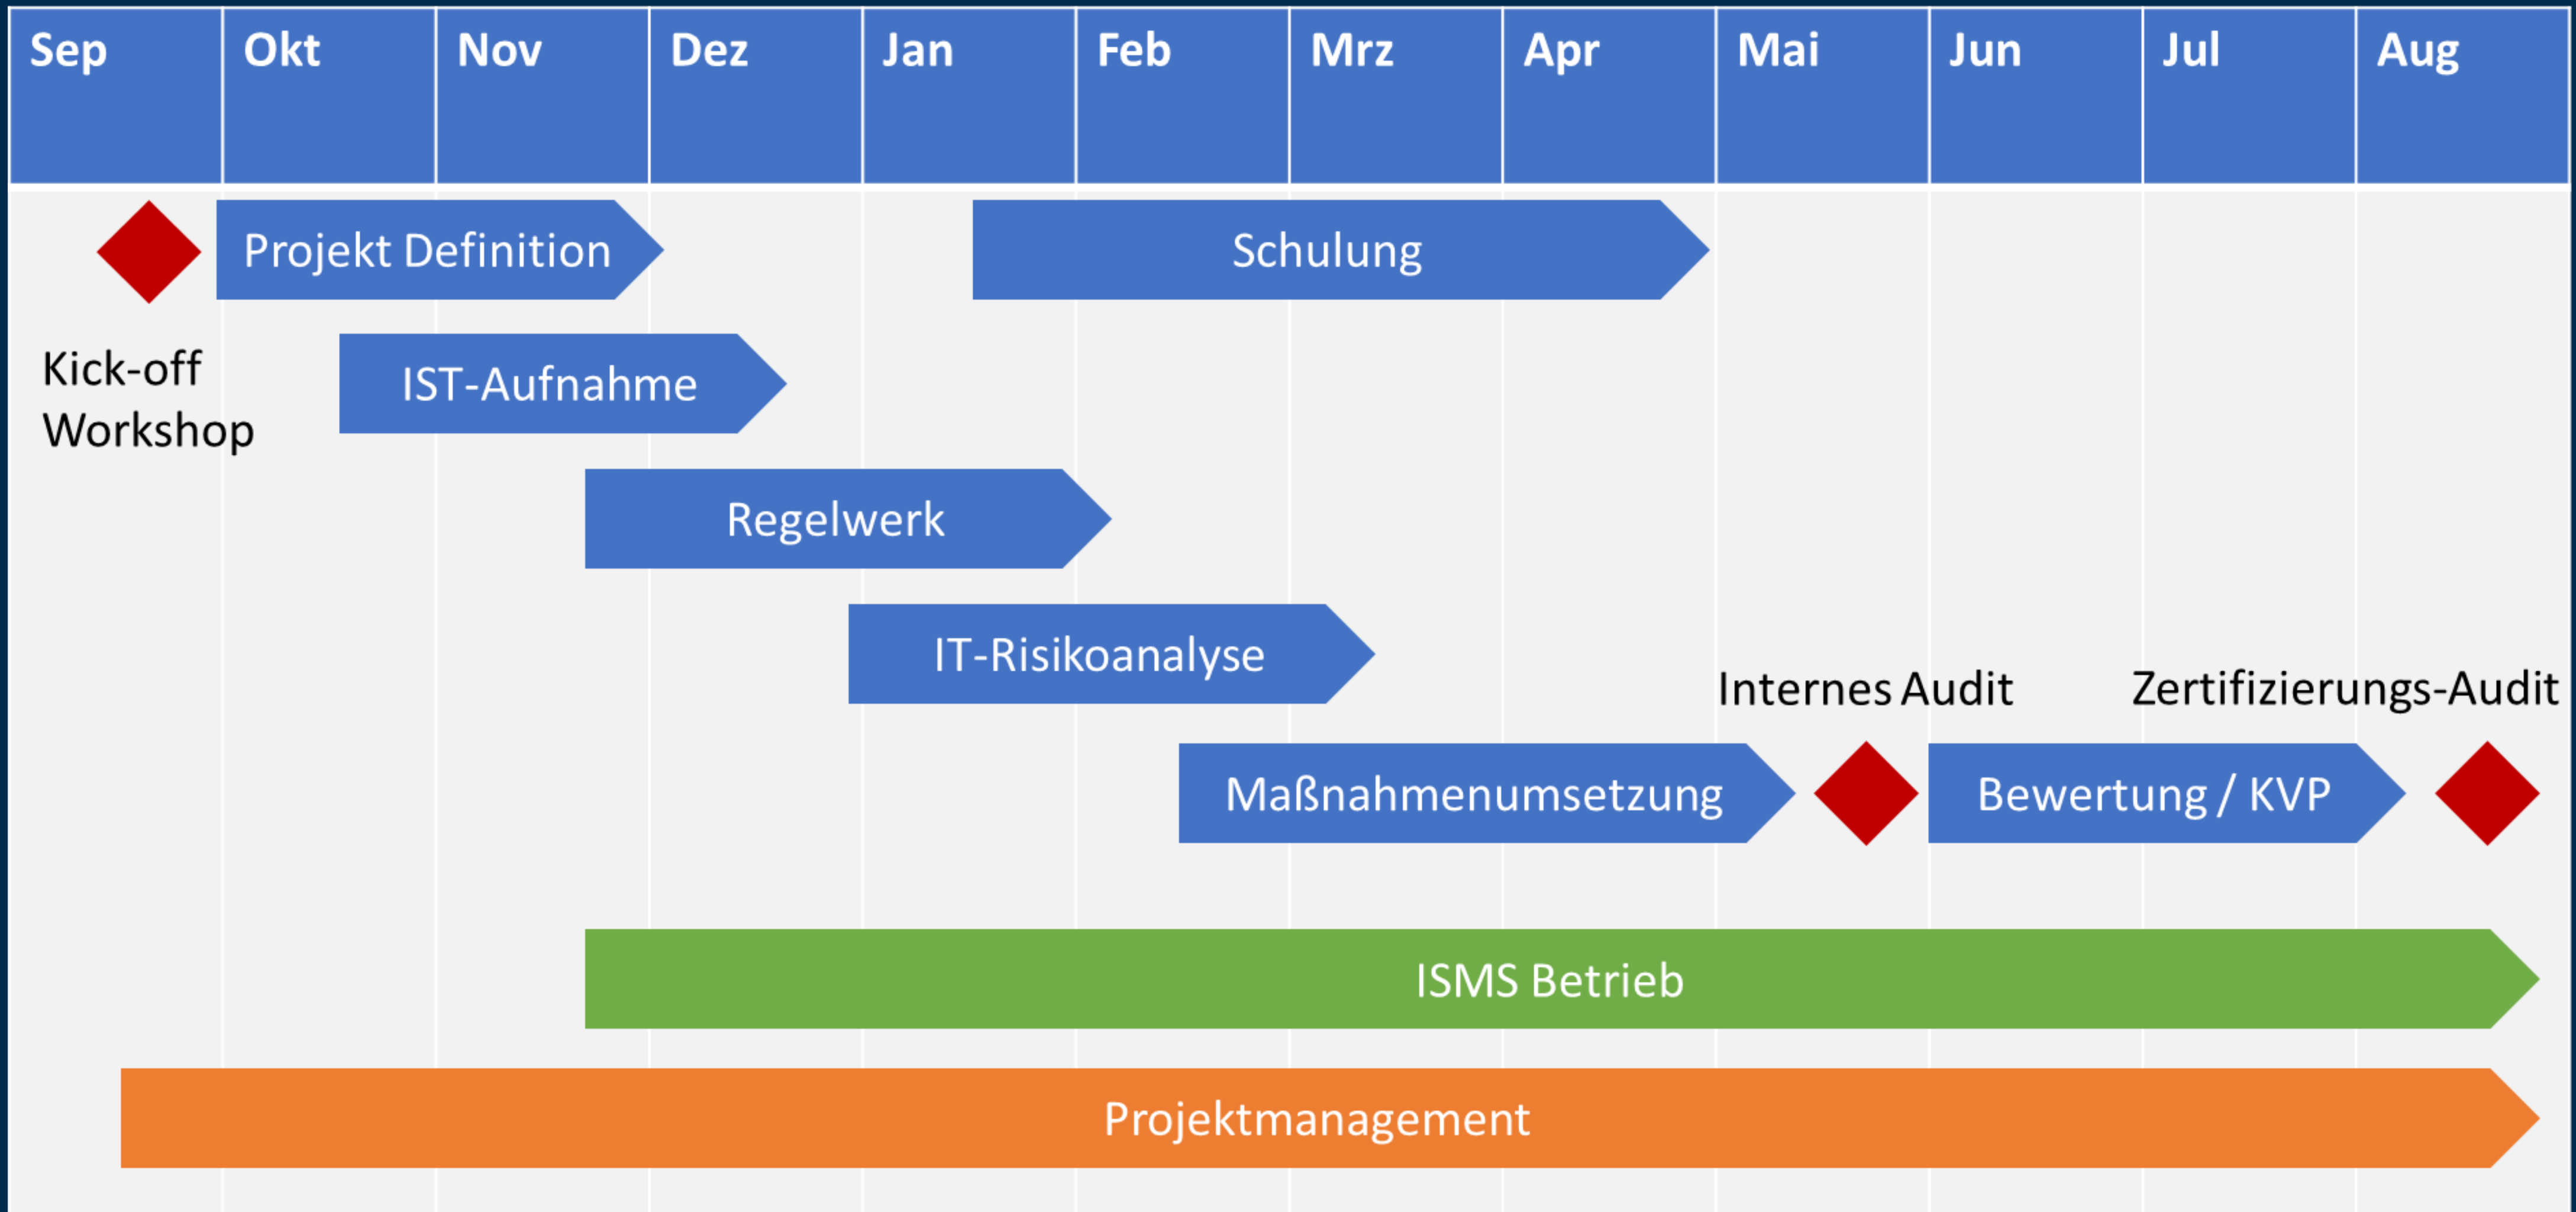 Sep Okt Nov Dez Jan Feb Mrz Apr Mai Jun Jul Aug
Projekt Definition
Schulung
Kick-off
Workshop
IST-Aufnahme
Regelwerk
IT-Risikoanalyse
Internes Audit
Zertifizierungs-Audit
Maßnahmenumsetzung
Bewertung / KVP
ISMS Betrieb
Projektmanagement